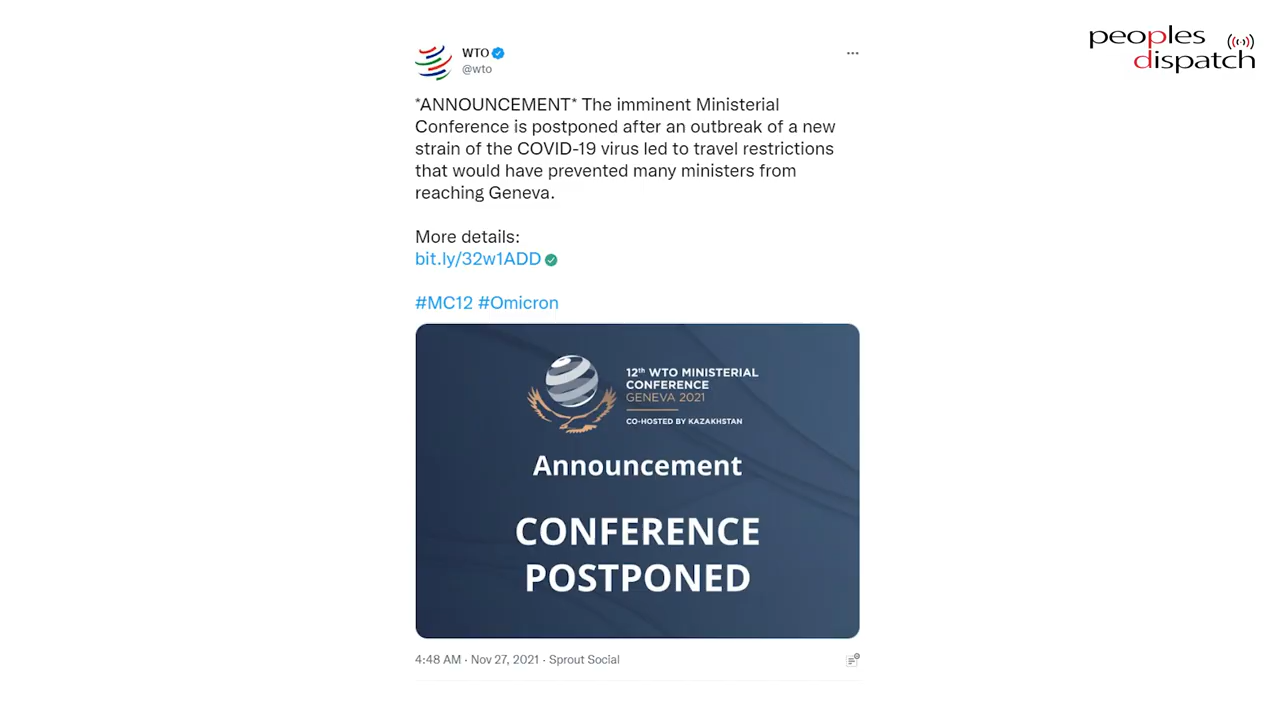 peoples
dispatch
WTO
@wto
*ANNOUNCEMENT* The imminent Ministerial
Conference is postponed after an outbreak of a new
strain of the COVID-19 virus led to travel restrictions
that would have prevented many ministers from
reaching Geneva.
More details:
bit.ly/32w1ADD
#MC12 #Omicron
12th WTO MINISTERIAL
CONFERENCE
GENEVA 2021
CO-HOSTED BY KAZAKHSTAN
Announcement
CONFERENCE
POSTPONED
4:48 AM · Nov 27, 2021 · Sprout Social